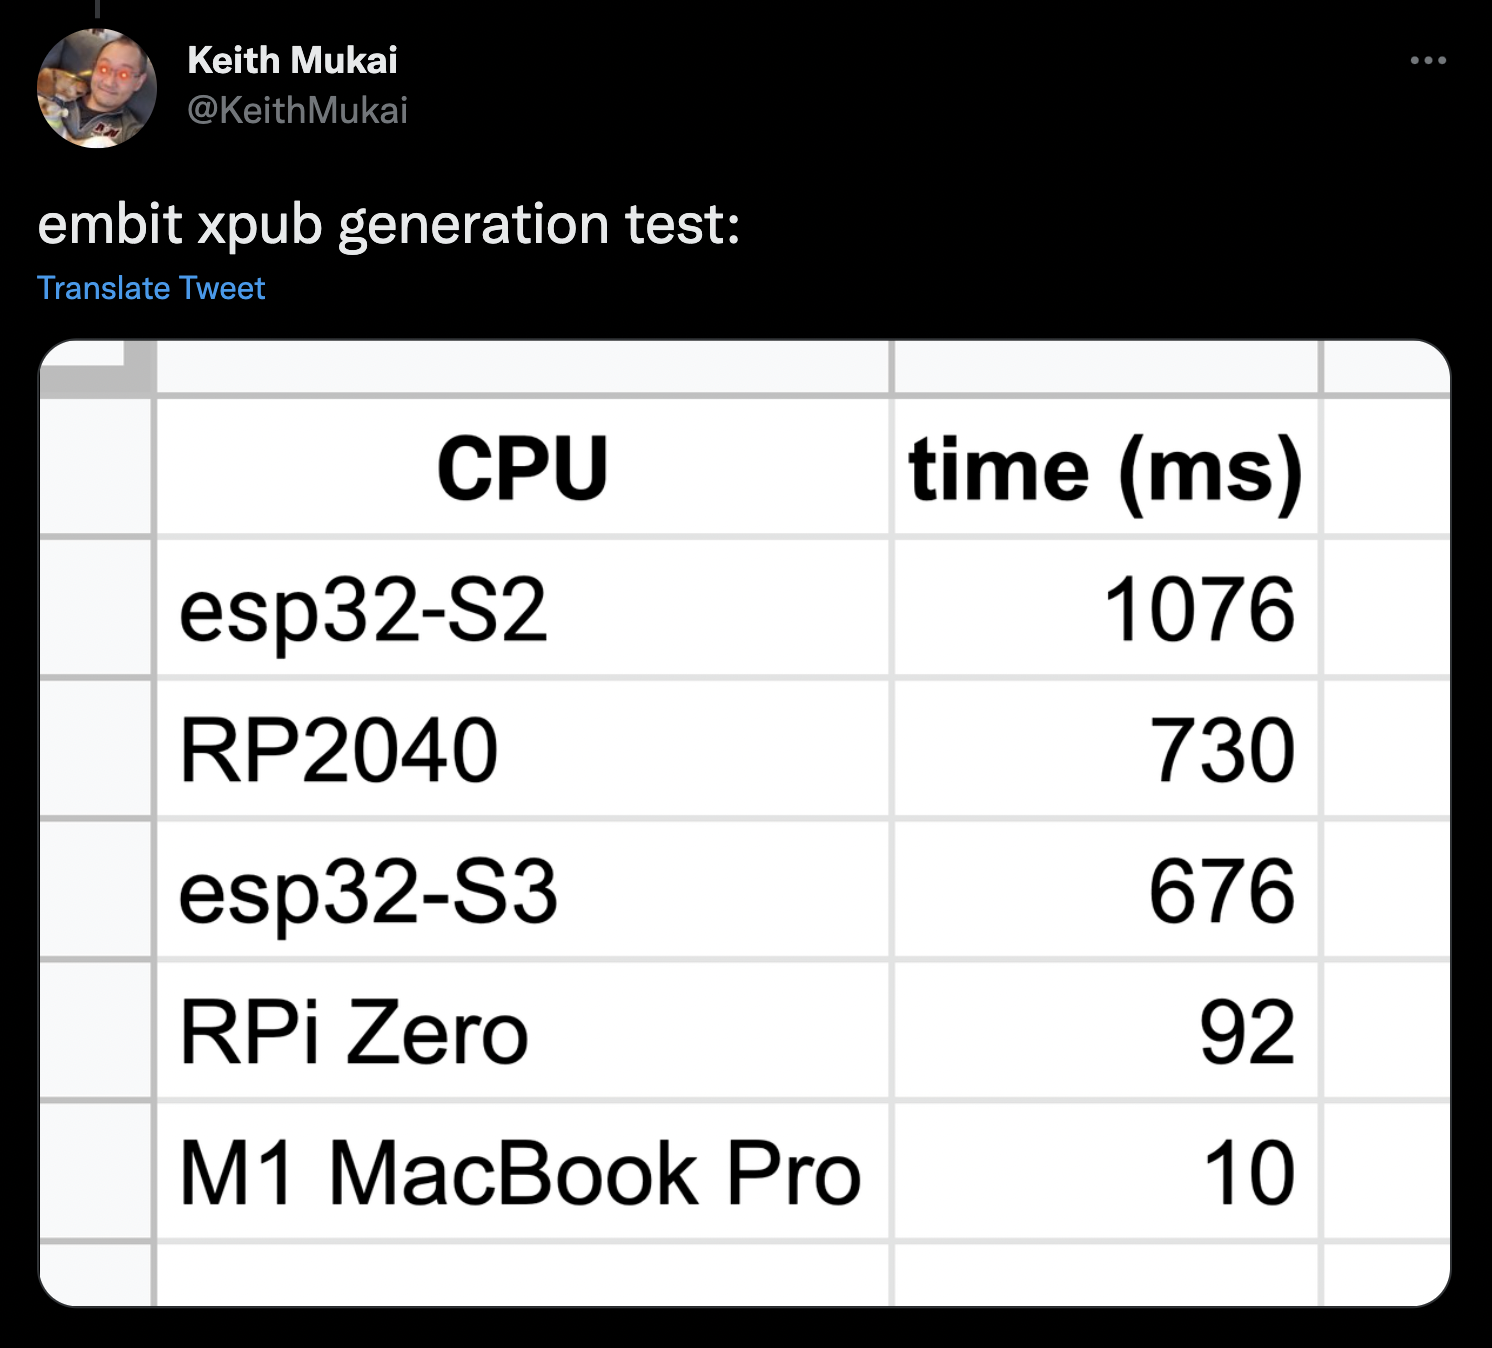 Keith Mukai
@KeithMukai
embit xpub generation test:
Translate Tweet
CPU time (ms)
esp32-S2 1076
RP2040 730
esp32-S3 676
RPi Zero 92
M1 MacBook Pro 10